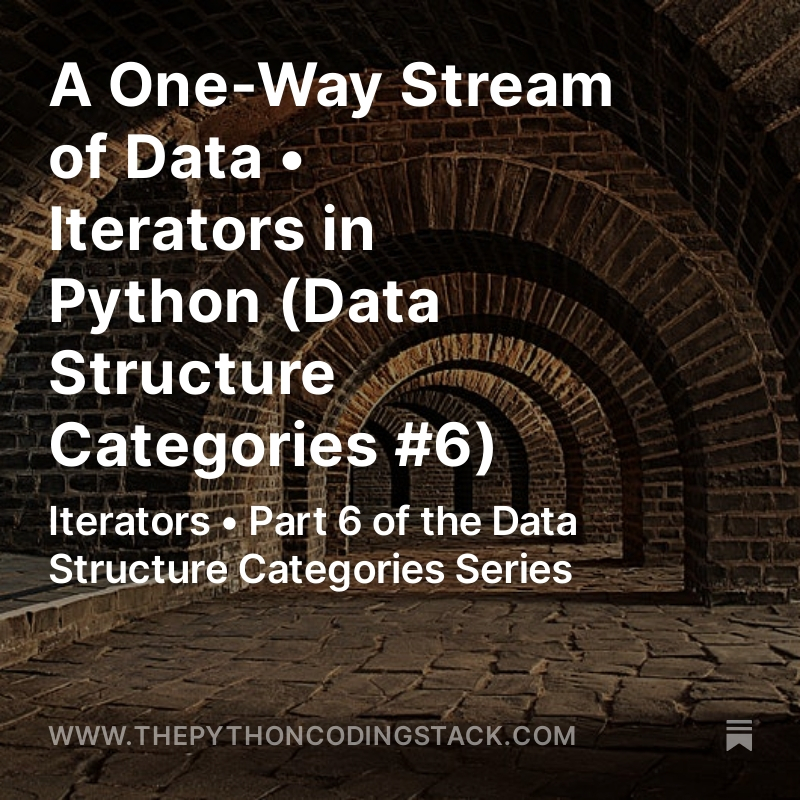 A One-Way Stream
of Data •
Iterators in
Python (Data
Structure
Categories #6)
Iterators • Part 6 of the Data
Structure Categories Series
WWW.THEPYTHONCODINGSTACK.COM